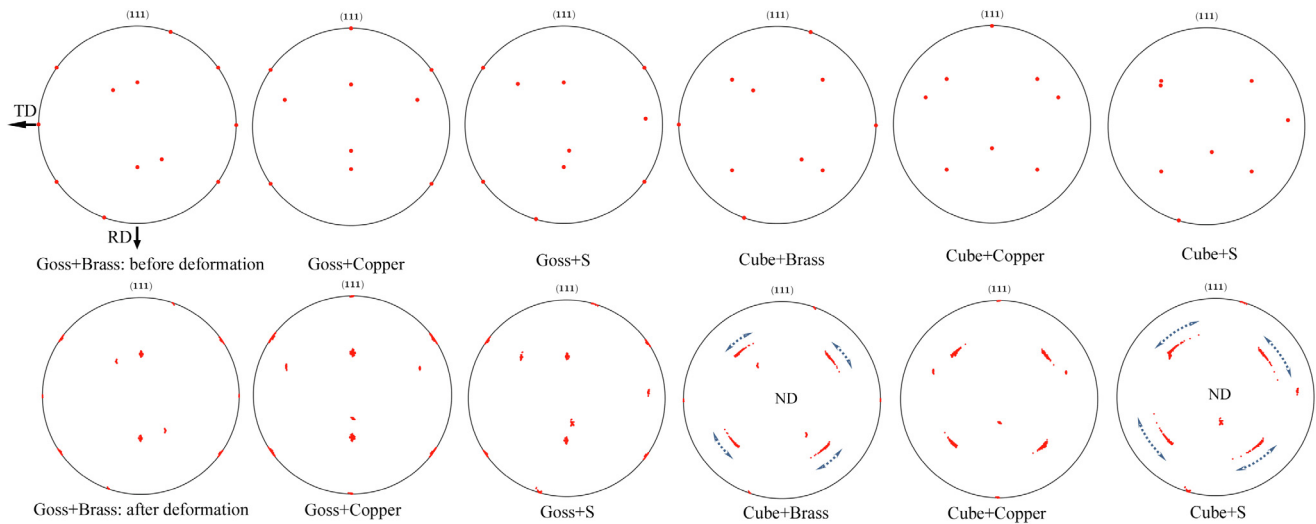 (111) (111) (111) (111) (111) (111)
TD
RD
Goss+Brass: before deformation Goss+Copper Goss+S Cube+Brass Cube+Copper Cube+S
(111) (111) (111) (111) (111) (111)
ND ND
Goss+Brass: after deformation Goss+Copper Goss+S Cube+Brass Cube+Copper Cube+S